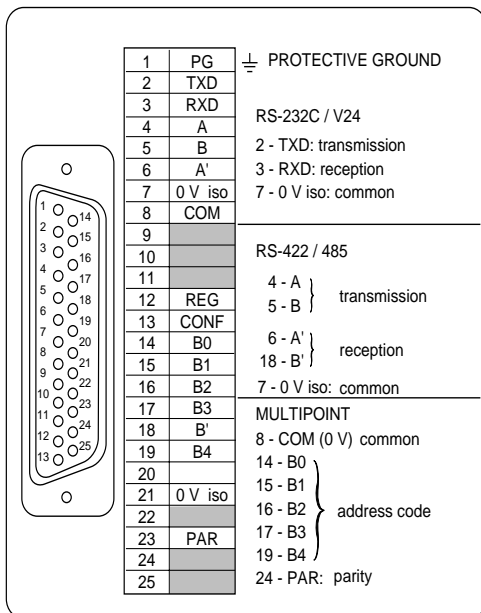 1 PG
2 TXD
3 RXD
4 A
5 B
6 A'
7 0 V iso
8 COM
9
10
11
12 REG
13 CONF
14 B0
15 B1
16 B2
17 B3
18 B'
19 B4
20
21 0 V iso
22
23 PAR
24
25
PROTECTIVE GROUND
RS-232C / V24
2 - TXD: transmission
3 - RXD: reception
7 - 0 V iso: common
RS-422 / 485
4 - A
5 - B
transmission
6 - A'
18 - B'
reception
7 - 0 V iso: common
MULTIPOINT
8 - COM (0 V) common
14 - B0
15 - B1
16 - B2
17 - B3
19 - B4
address code
24 - PAR: parity
1
14
2
15
3
16
4
17
5
18
6
19
7
20
8
21
9
22
10
23
11
24
12
25
13